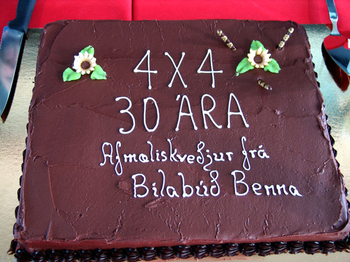 4X4
30 ÁRA
Afmæliskveðjur frá
Bílabúð Benna